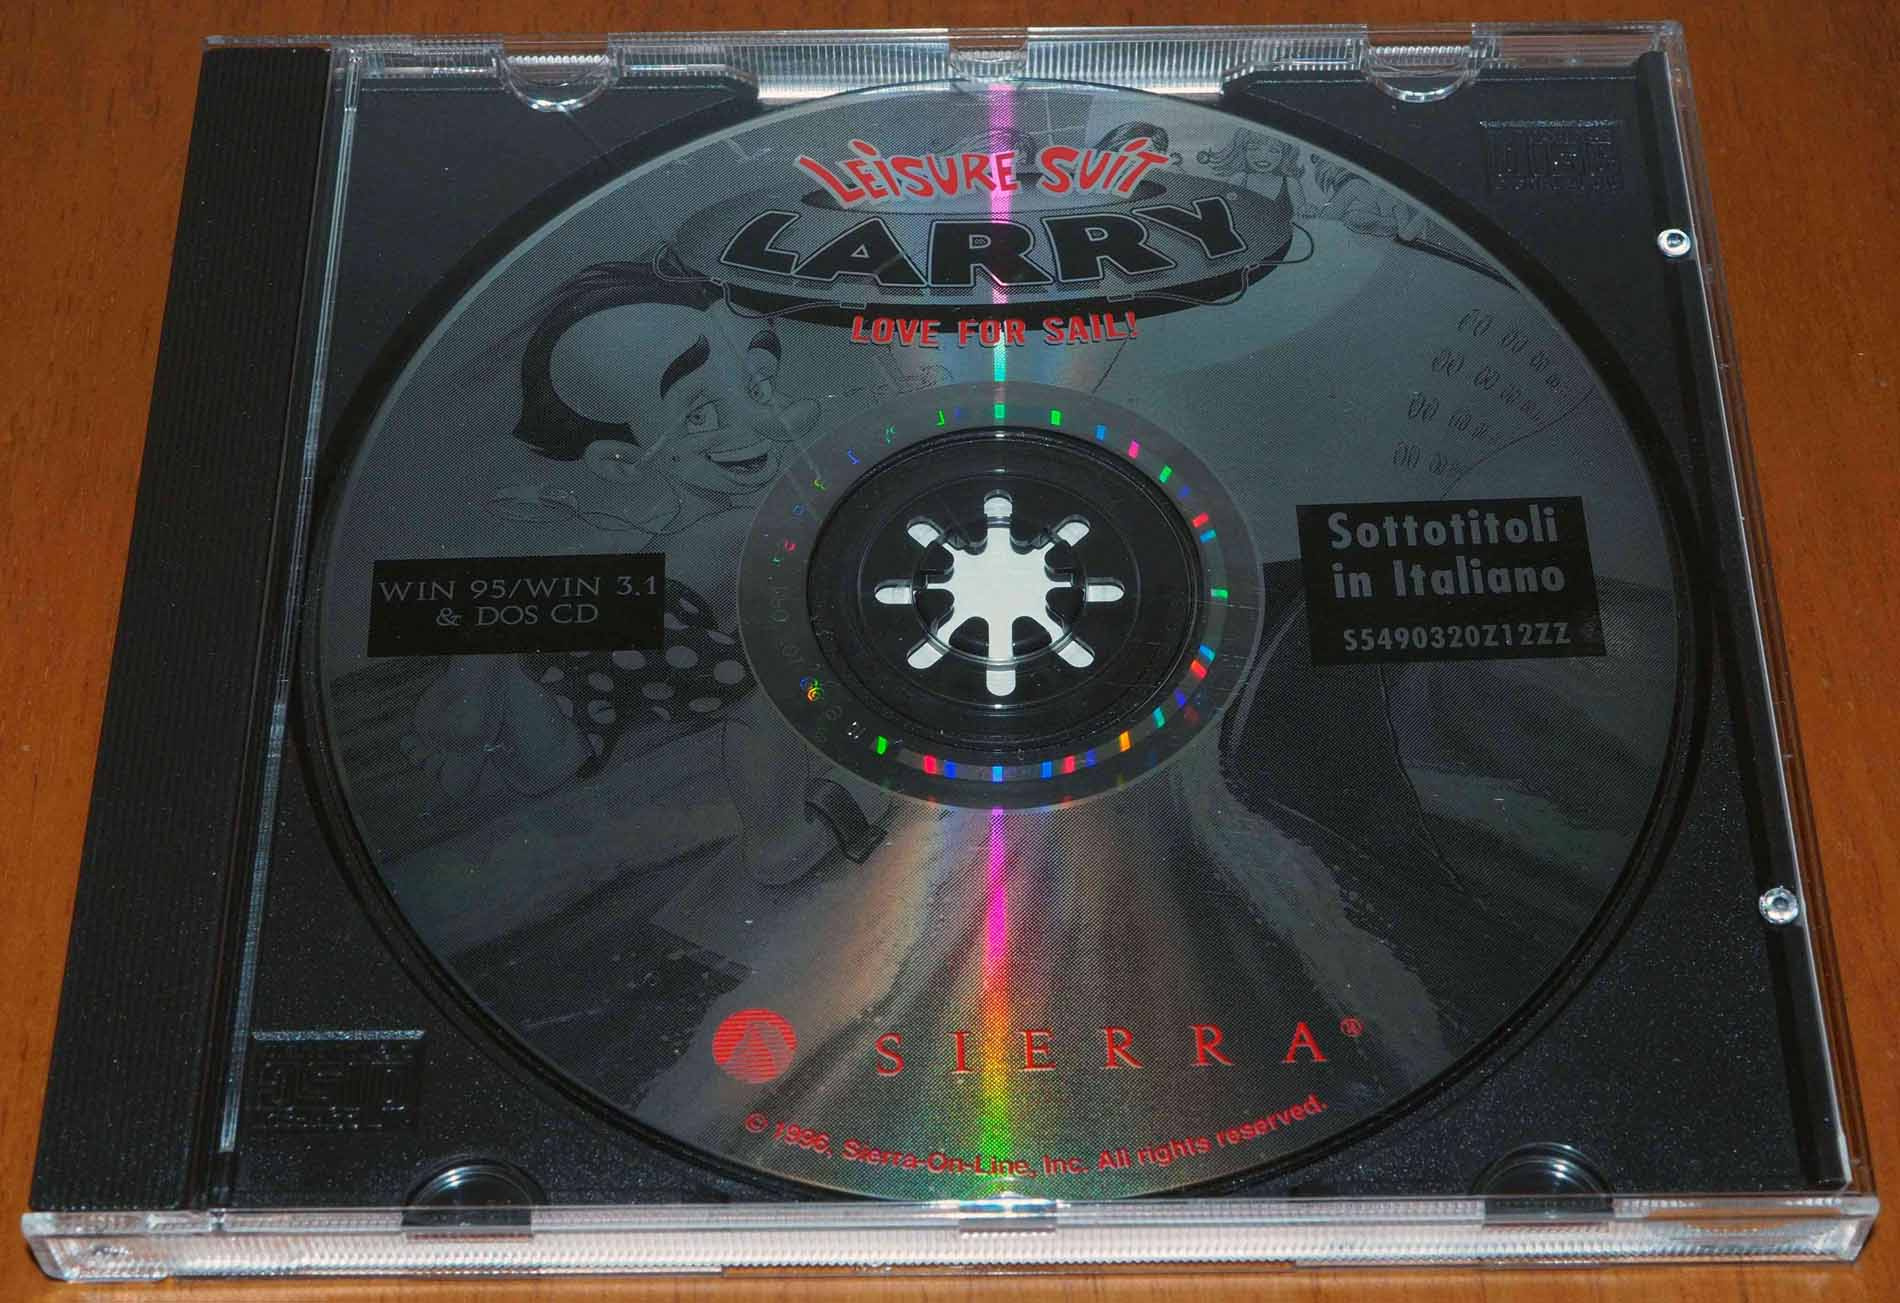 LEISURE SUIT
LARRY
LOVE FOR SAIL!
WIN 95/WIN 3.1
& DOS CD
Sottotitoli
in Italiano
S5490320Z12ZZ
SIERRA®
© 1996, Sierra-On-Line, Inc. All rights reserved.